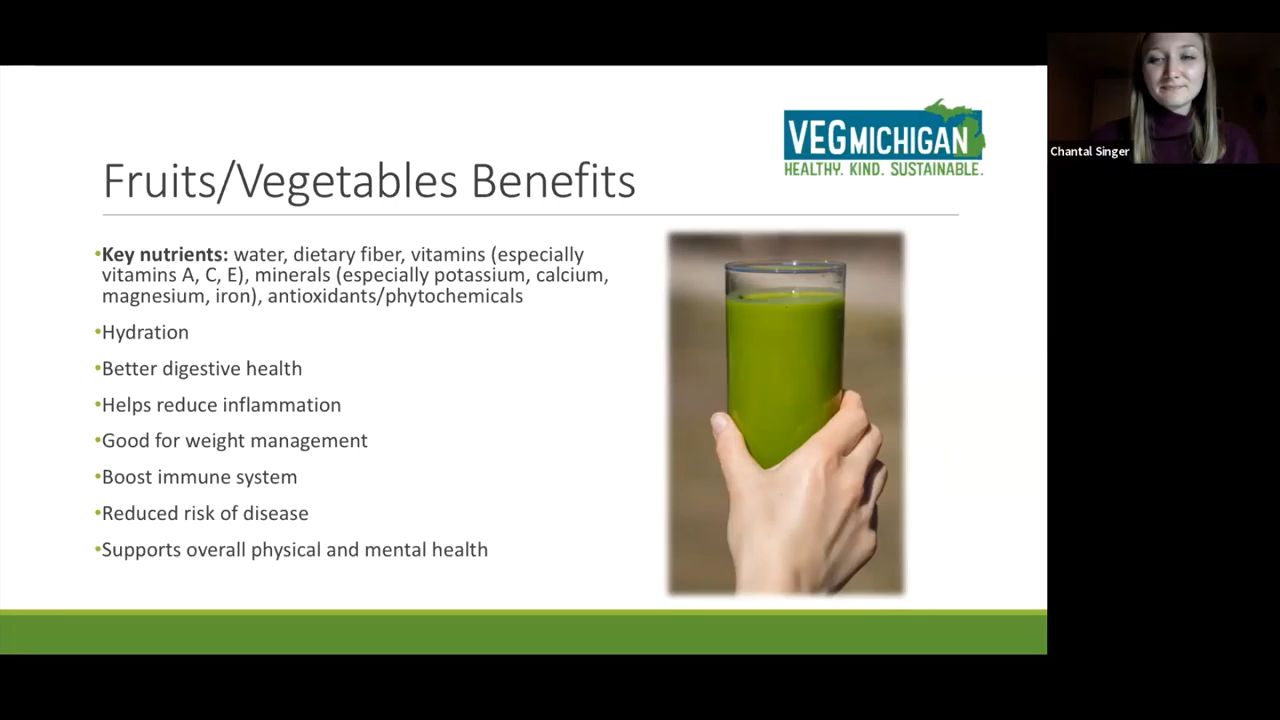 VEGMICHIGAN
HEALTHY. KIND. SUSTAINABLE.
Chantal Singer
Fruits/Vegetables Benefits
•Key nutrients: water, dietary fiber, vitamins (especially
vitamins A, C, E), minerals (especially potassium, calcium,
magnesium, iron), antioxidants/phytochemicals
•Hydration
•Better digestive health
•Helps reduce inflammation
•Good for weight management
•Boost immune system
•Reduced risk of disease
•Supports overall physical and mental health